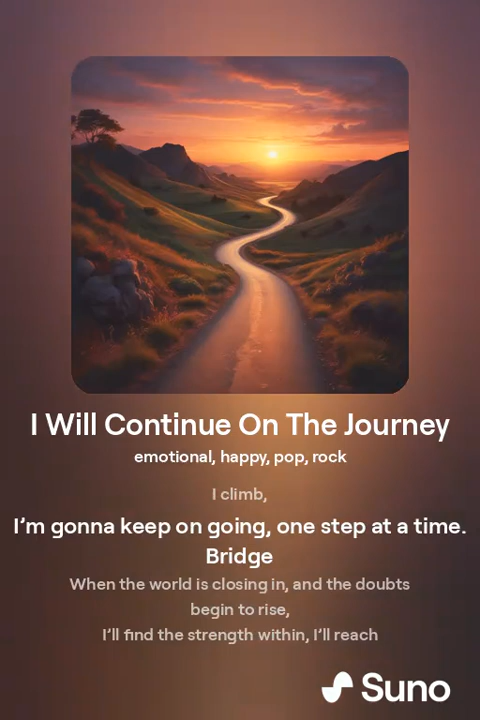 I Will Continue On The Journey
emotional, happy, pop, rock
I climb,
I’m gonna keep on going, one step at a time.
Bridge
When the world is closing in, and the doubts
begin to rise,
I’ll find the strength within, I’ll reach
Suno